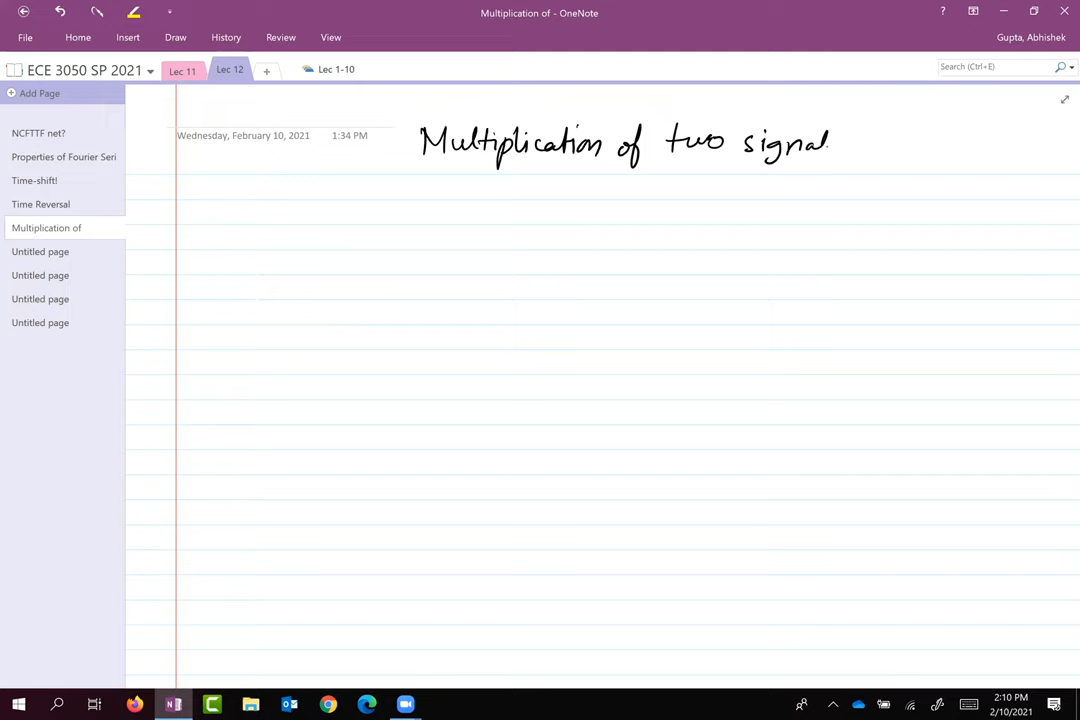 Multiplication of - OneNote
?
File Home Insert Draw History Review View
Gupta, Abhishek
ECE 3050 SP 2021
Lec 11
Lec 12
+
Lec 1-10
Search (Ctrl+E)
Add Page
NCFTTF net?
Properties of Fourier Seri
Time-shift!
Time Reversal
Multiplication of
Untitled page
Untitled page
Untitled page
Untitled page
Wednesday, February 10, 2021 1:34 PM
Multiplication of two signal
2:10 PM
2/10/2021